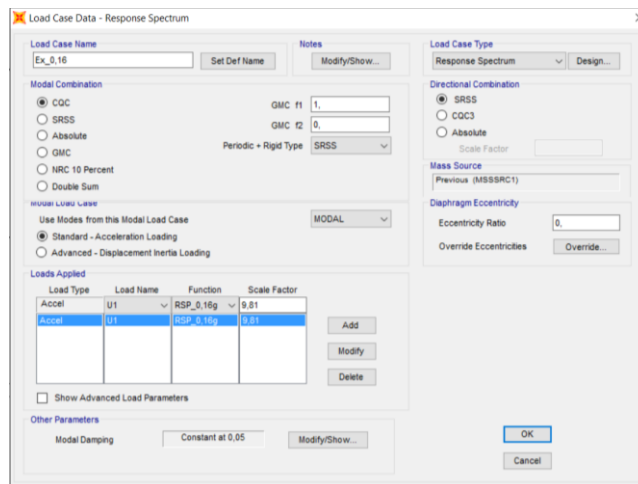 Load Case Data - Response Spectrum
Load Case Name
Ex_0,16
Set Def Name
Notes
Modify/Show...
Load Case Type
Response Spectrum
Design...
Modal Combination
CQC
SRSS
Absolute
GMC
NRC 10 Percent
Double Sum
GMC f1 1,
GMC f2 0,
Periodic + Rigid Type SRSS
Directional Combination
SRSS
CQC3
Absolute
Scale Factor
Mass Source
Previous (MSSSRC1)
Modal Load Case
Use Modes from this Modal Load Case MODAL
Standard - Acceleration Loading
Advanced - Displacement Inertia Loading
Diaphragm Eccentricity
Eccentricity Ratio 0,
Override Eccentricities Override...
Loads Applied
Load Type Load Name Function Scale Factor
Accel U1 RSP_0,16g 9,81
Accel U1 RSP_0,16g 9,81
Add
Modify
Delete
Show Advanced Load Parameters
Other Parameters
Modal Damping Constant at 0,05 Modify/Show...
OK
Cancel